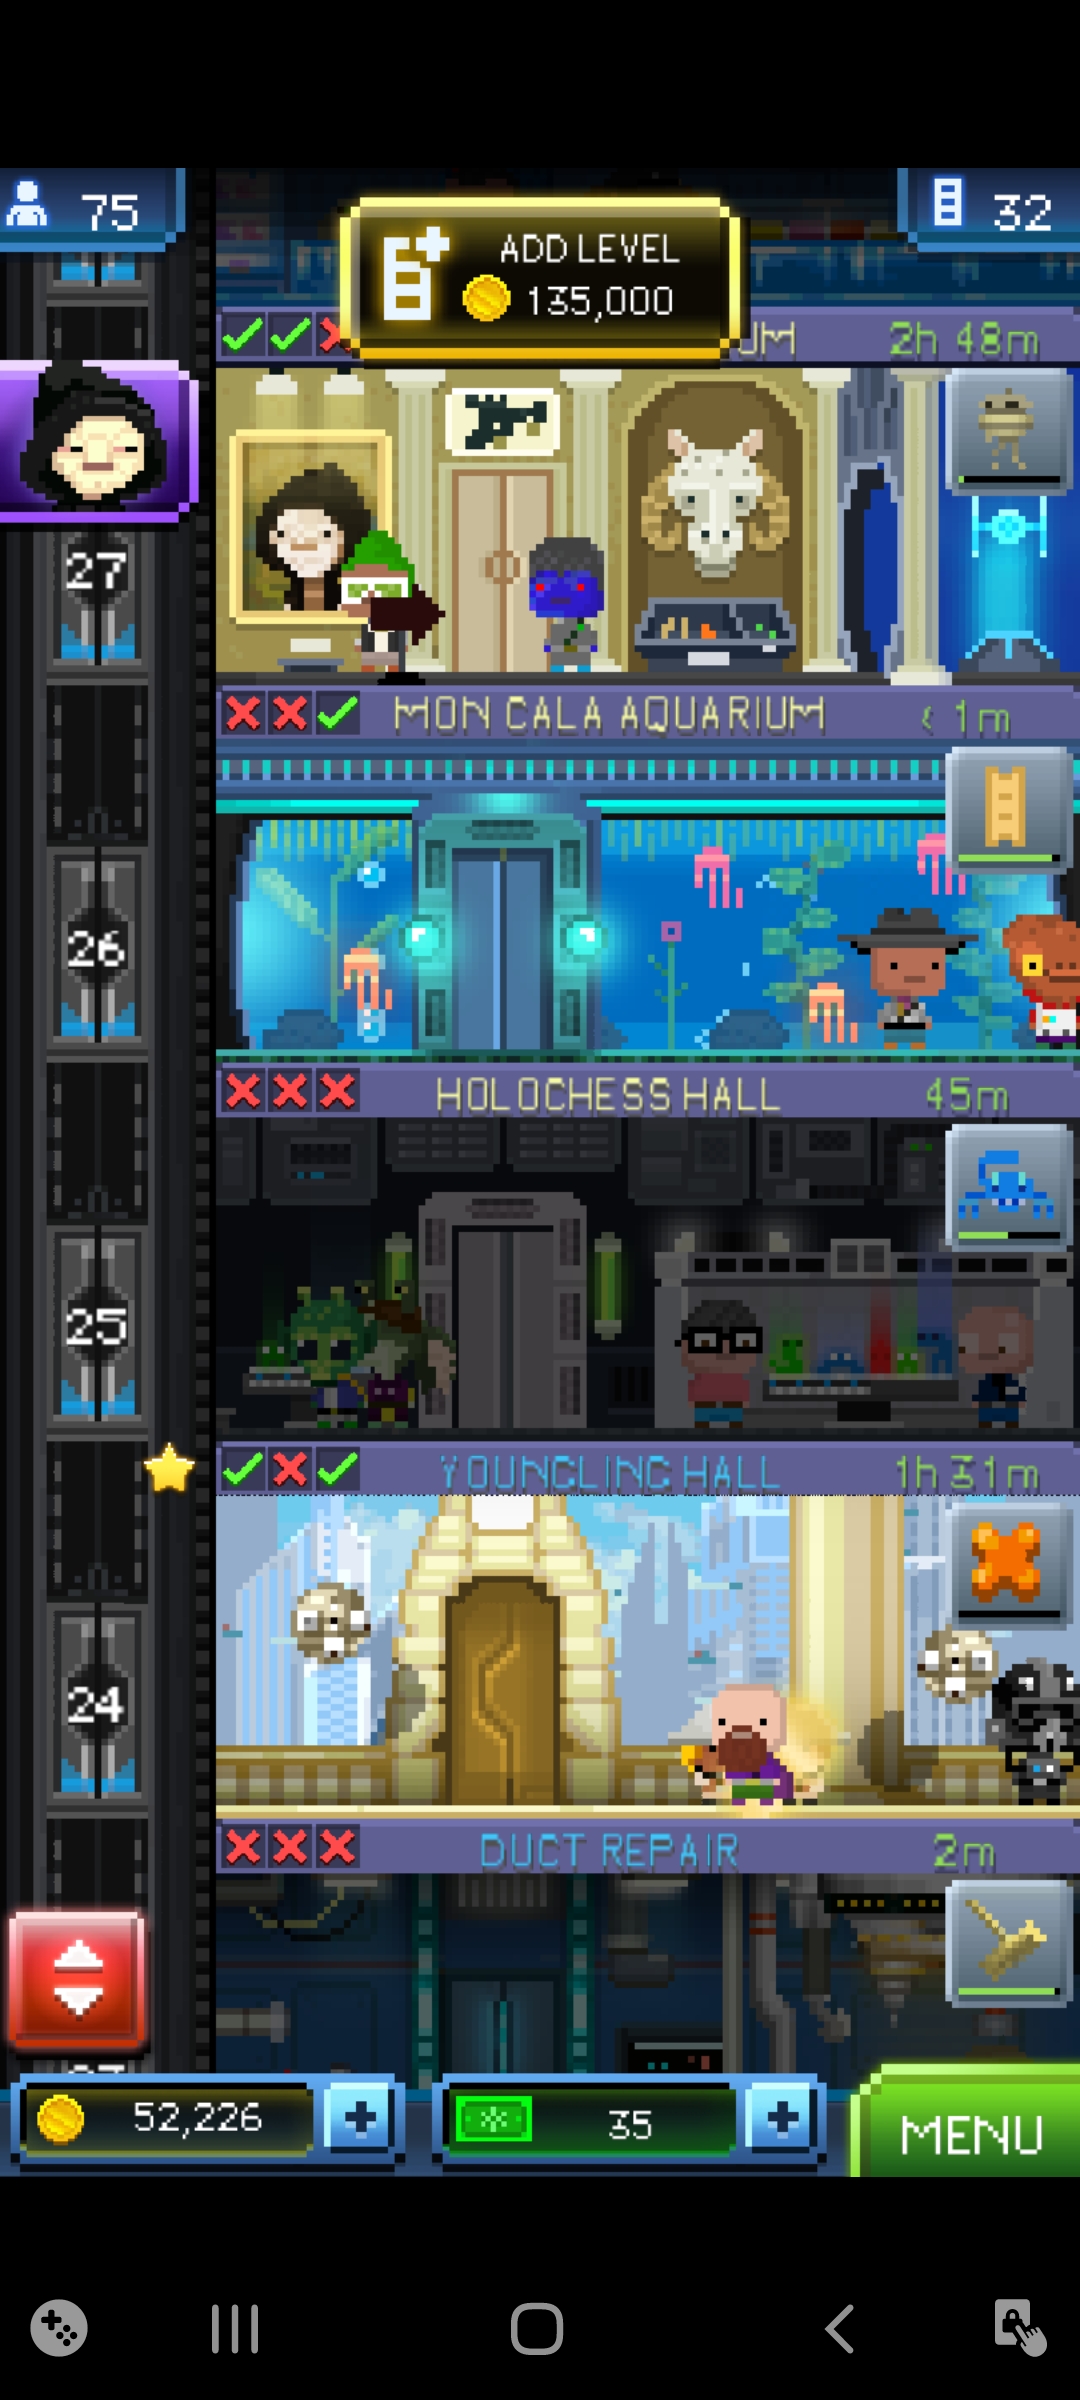 75
ADD LEVEL
135,000
32
UM 2h 48m
27
MON CALA AQUARIUM < 1m
26
HOLOCHESS HALL 45m
25
YOUNGLING HALL 1h 31m
24
DUCT REPAIR 2m
52,226
35
MENU